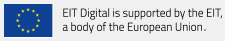 EIT Digital is supported by the EIT,
a body of the European Union.